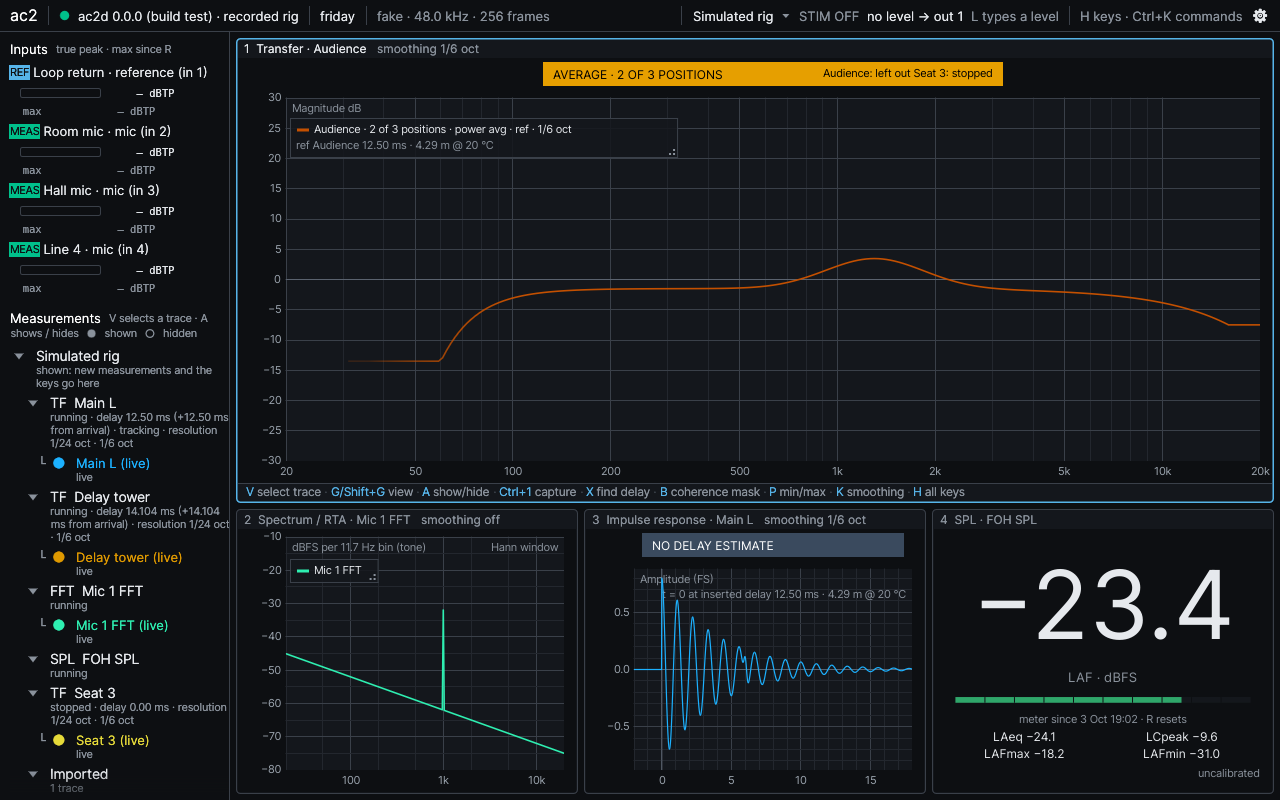 ac2 ac2d 0.0.0 (build test) · recorded rig friday fake · 48.0 kHz · 256 frames Simulated rig STIM OFF no level → out 1 L types a level H keys · Ctrl+K commands
Inputs true peak · max since R
REF Loop return · reference (in 1)
– dBTP
max – dBTP
MEAS Room mic · mic (in 2)
– dBTP
max – dBTP
MEAS Hall mic · mic (in 3)
– dBTP
max – dBTP
MEAS Line 4 · mic (in 4)
– dBTP
max – dBTP
Measurements V selects a trace · A
shows / hides shown hidden
Simulated rig
shown: new measurements and the
keys go here
TF Main L
running · delay 12.50 ms (+12.50 ms
from arrival) · tracking · resolution
1/24 oct · 1/6 oct
Main L (live)
live
TF Delay tower
running · delay 14.104 ms (+14.104
ms from arrival) · resolution 1/24 oct
· 1/6 oct
Delay tower (live)
live
FFT Mic 1 FFT
running
Mic 1 FFT (live)
live
SPL FOH SPL
running
TF Seat 3
stopped · delay 0.00 ms · resolution
1/24 oct · 1/6 oct
Seat 3 (live)
live
Imported
1 trace
1 Transfer · Audience smoothing 1/6 oct
AVERAGE · 2 OF 3 POSITIONS Audience: left out Seat 3: stopped
Magnitude dB
Audience · 2 of 3 positions · power avg · ref · 1/6 oct
ref Audience 12.50 ms · 4.29 m @ 20 °C
30
25
20
15
10
5
0
−5
−10
−15
−20
−25
−30
20 50 100 200 500 1k 2k 5k 10k 20k
V select trace · G/Shift+G view · A show/hide · Ctrl+1 capture · X find delay · B coherence mask · P min/max · K smoothing · H all keys
2 Spectrum / RTA · Mic 1 FFT smoothing off
dBFS per 11.7 Hz bin (tone) Hann window
Mic 1 FFT
−10
−20
−30
−40
−50
−60
−70
−80
100 1k 10k
3 Impulse response · Main L smoothing 1/6 oct
NO DELAY ESTIMATE
Amplitude (FS)
t = 0 at inserted delay 12.50 ms · 4.29 m @ 20 °C
0.5
0.0
−0.5
0 5 10 15
4 SPL · FOH SPL
−23.4
LAF · dBFS
meter since 3 Oct 19:02 · R resets
LAeq −24.1 LCpeak −9.6
LAFmax −18.2 LAFmin −31.0
uncalibrated